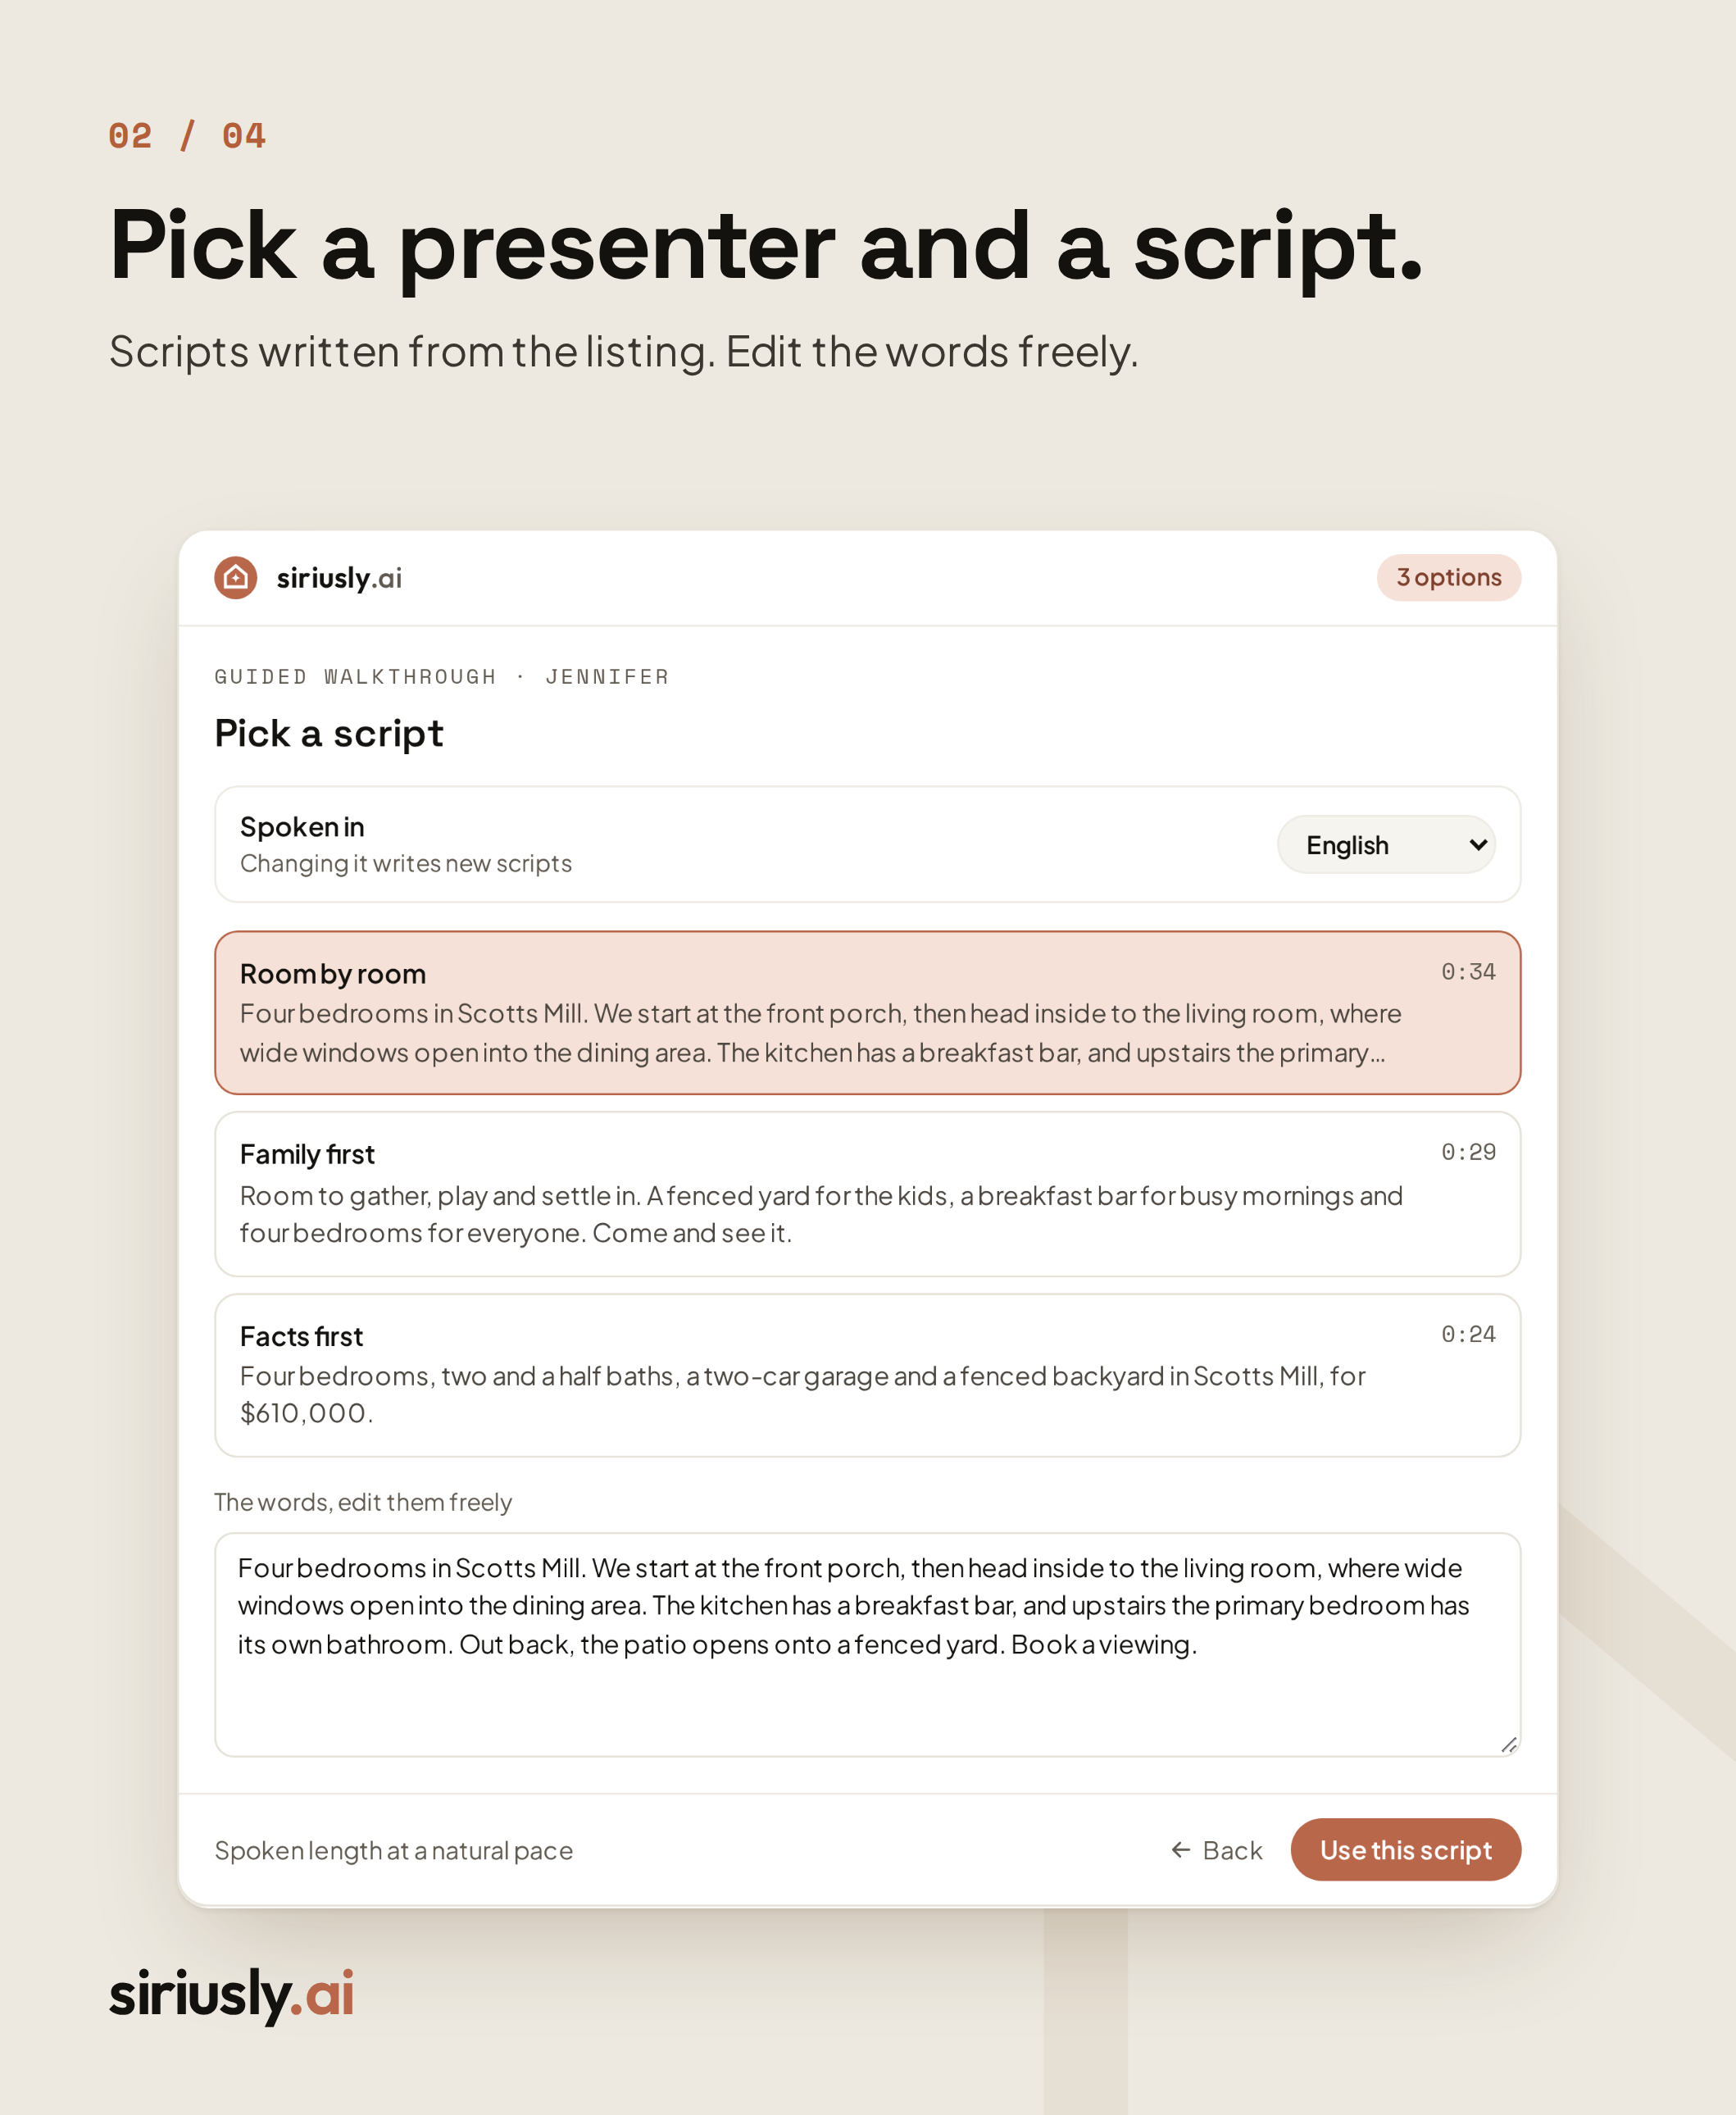 02 / 04
Pick a presenter and a script.
Scripts written from the listing. Edit the words freely.
siriusly.ai
3 options
GUIDED WALKTHROUGH · JENNIFER
Pick a script
Spoken in
Changing it writes new scripts
English
Room by room
0:34
Four bedrooms in Scotts Mill. We start at the front porch, then head inside to the living room, where
wide windows open into the dining area. The kitchen has a breakfast bar, and upstairs the primary...
Family first
0:29
Room to gather, play and settle in. A fenced yard for the kids, a breakfast bar for busy mornings and
four bedrooms for everyone. Come and see it.
Facts first
0:24
Four bedrooms, two and a half baths, a two-car garage and a fenced backyard in Scotts Mill, for
$610,000.
The words, edit them freely
Four bedrooms in Scotts Mill. We start at the front porch, then head inside to the living room, where wide
windows open into the dining area. The kitchen has a breakfast bar, and upstairs the primary bedroom has
its own bathroom. Out back, the patio opens onto a fenced yard. Book a viewing.
Spoken length at a natural pace
← Back
Use this script
siriusly.ai